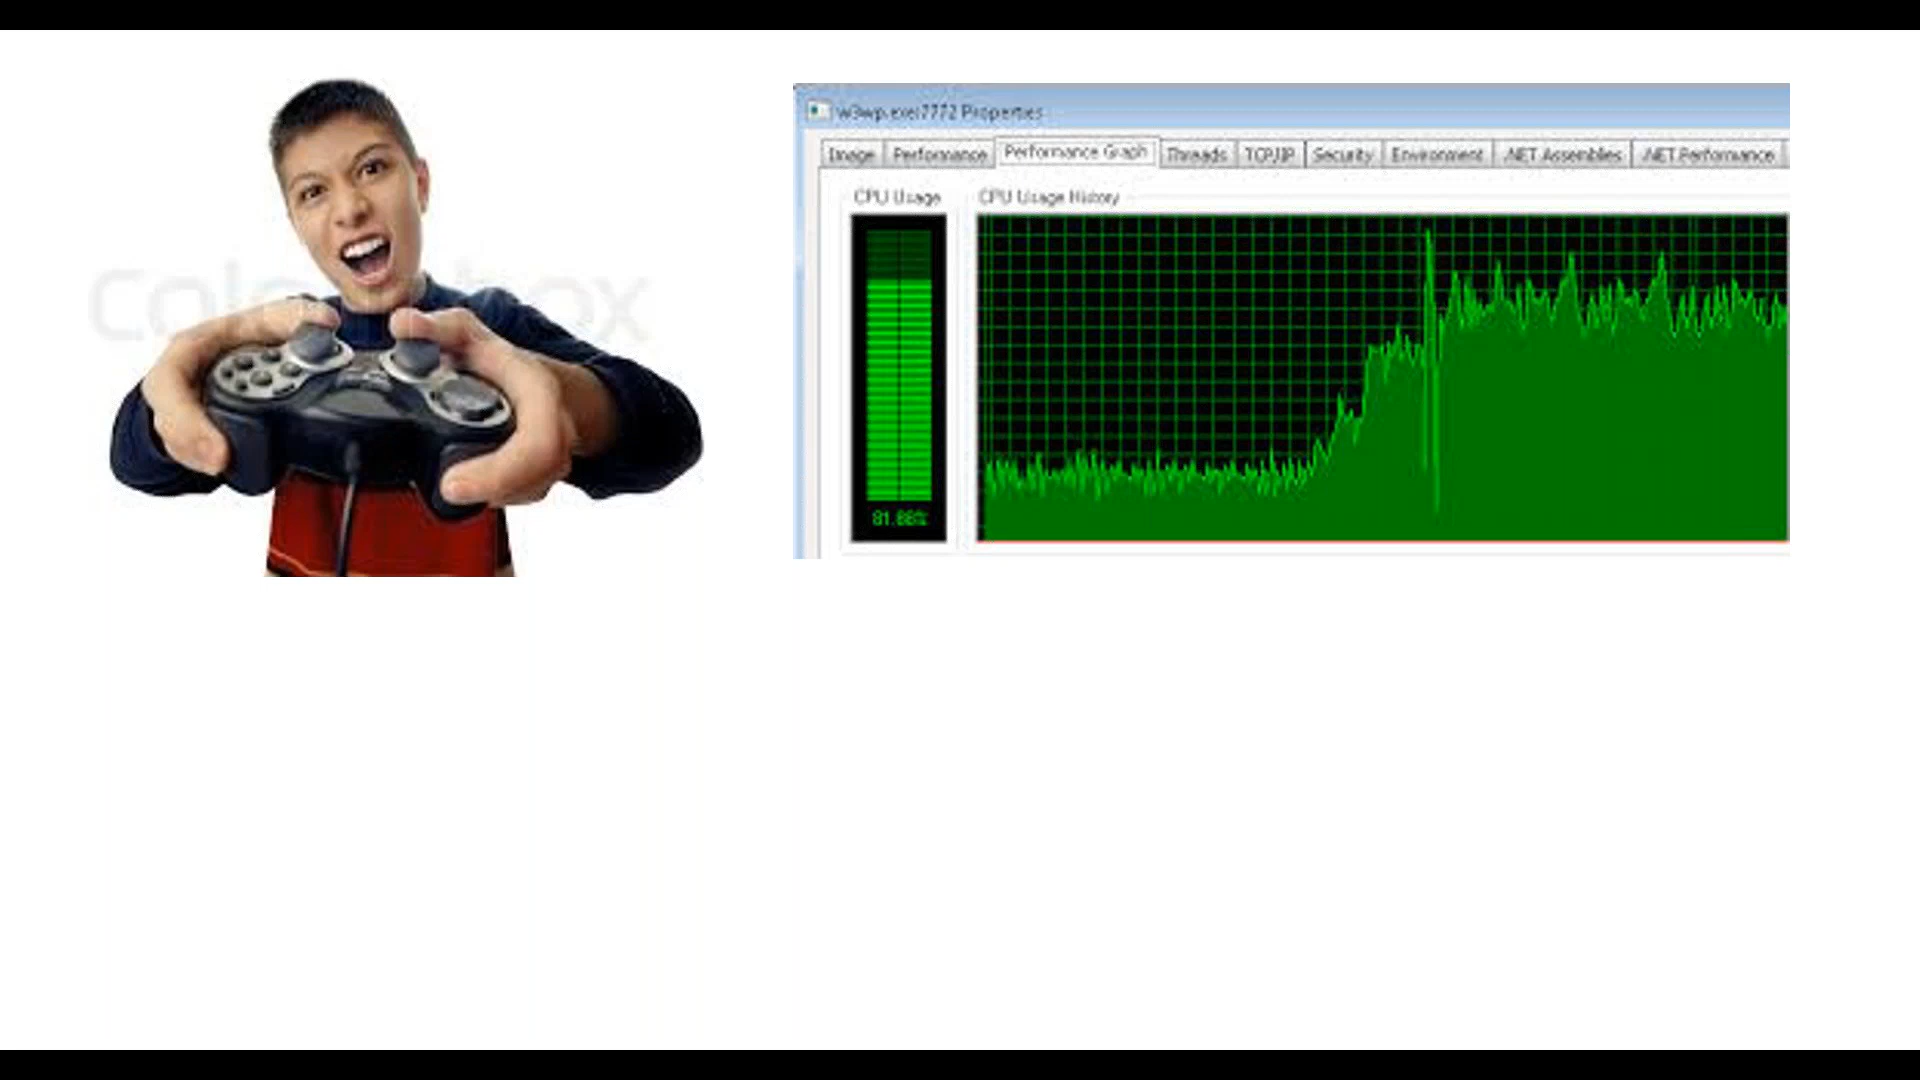 w3wp.exe:7772 Properties
Image Performance Performance Graph Threads TCP/IP Security Environment .NET Assemblies .NET Performance
CPU Usage CPU Usage History
81.88%
colourbox